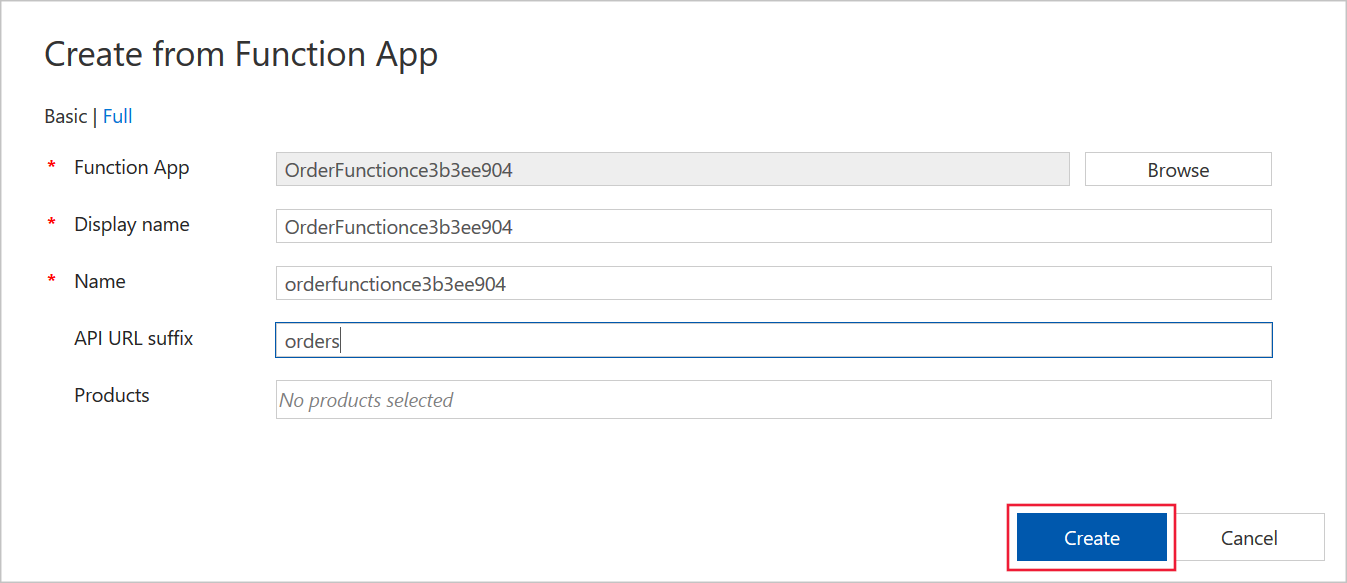 Create from Function App
Basic | Full
* Function App OrderFunctionce3b3ee904 Browse
* Display name OrderFunctionce3b3ee904
* Name orderfunctionce3b3ee904
API URL suffix orders
Products No products selected
Create Cancel